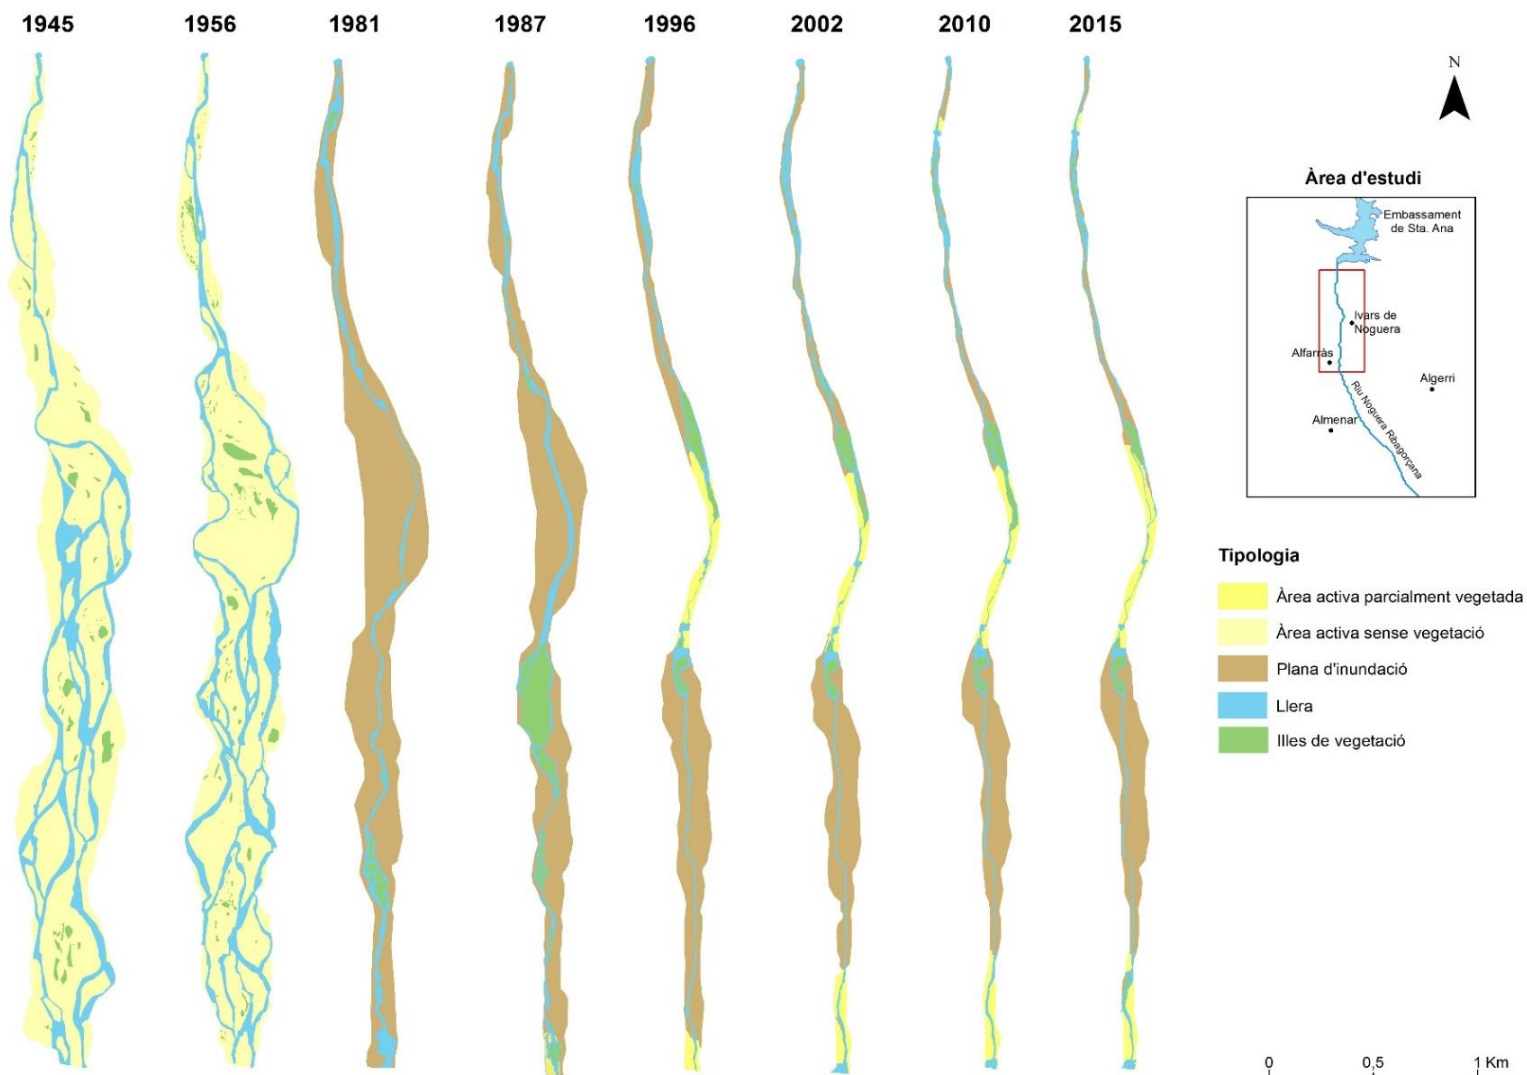 1945 1956 1981 1987 1996 2002 2010 2015
N
Àrea d'estudi
Embassament
de Sta. Ana
Ivars de
Noguera
Alfarràs
Algerri
Almenar
Riu Noguera Ribagorçana
Tipologia
Àrea activa parcialment vegetada
Àrea activa sense vegetació
Plana d'inundació
Llera
Illes de vegetació
0 0,5 1 Km